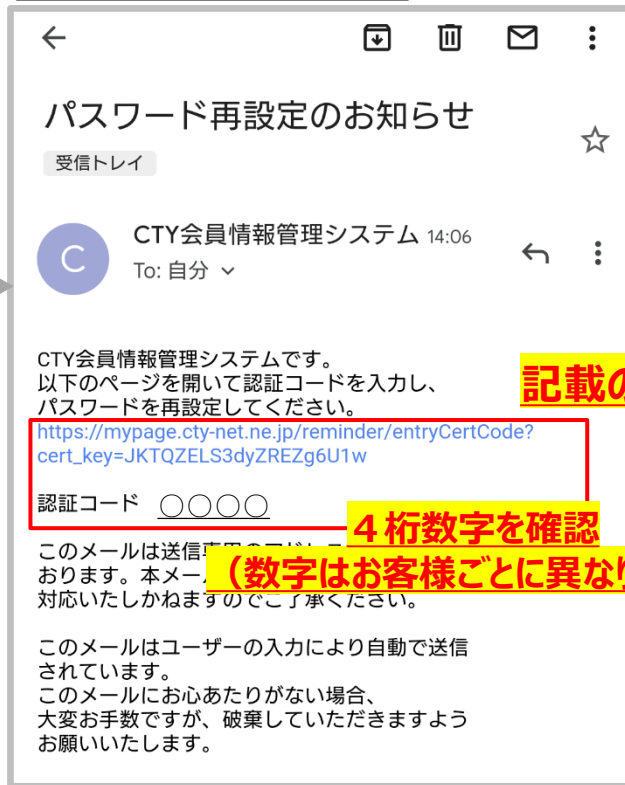 パスワード再設定のお知らせ
受信トレイ
C
CTY会員情報管理システム 14:06
To: 自分
CTY会員情報管理システムです。
以下のページを開いて認証コードを入力し、
パスワードを再設定してください。
記載の
https://mypage.cty-net.ne.jp/reminder/entryCertCode?
cert_key=JKTQZELS3dyZREZg6U1w
認証コード 〇〇〇〇
4桁数字を確認
このメールは送信
(数字はお客様ごとに異な
おります。本メー
対応いたしかねますのでご了承ください。
このメールはユーザーの入力により自動で送信
されています。
このメールにお心あたりがない場合、
大変お手数ですが、破棄していただきますよう
お願いいたします。